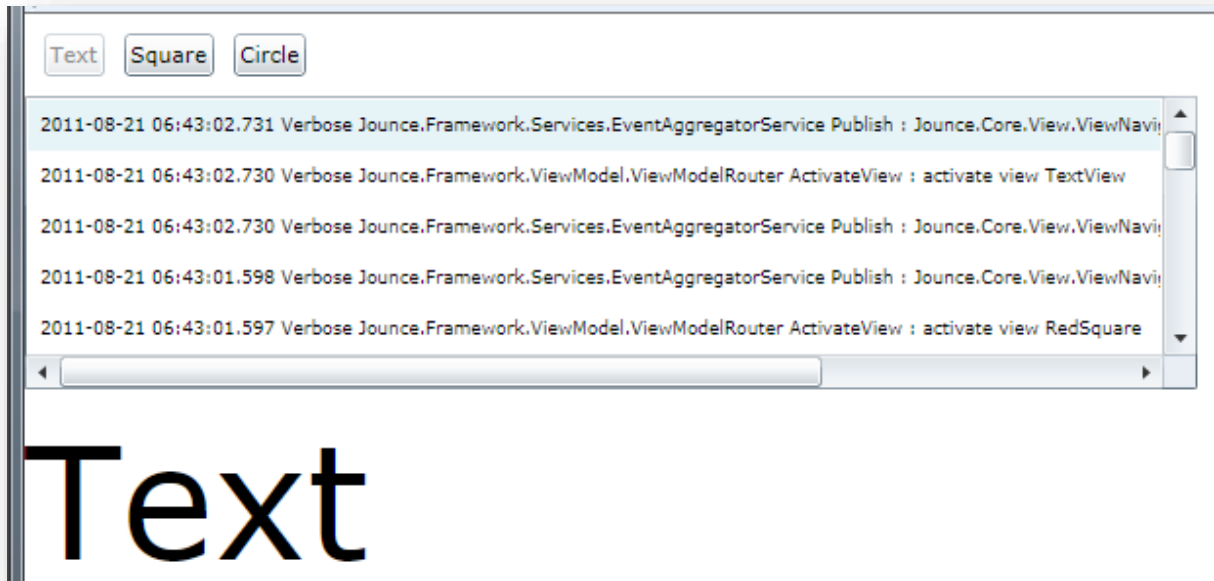 Text Square Circle
2011-08-21 06:43:02.731 Verbose Jounce.Framework.Services.EventAggregatorService Publish : Jounce.Core.View.ViewNavi
2011-08-21 06:43:02.730 Verbose Jounce.Framework.ViewModel.ViewModelRouter ActivateView : activate view TextView
2011-08-21 06:43:02.730 Verbose Jounce.Framework.Services.EventAggregatorService Publish : Jounce.Core.View.ViewNavi
2011-08-21 06:43:01.598 Verbose Jounce.Framework.Services.EventAggregatorService Publish : Jounce.Core.View.ViewNavi
2011-08-21 06:43:01.597 Verbose Jounce.Framework.ViewModel.ViewModelRouter ActivateView : activate view RedSquare
Text